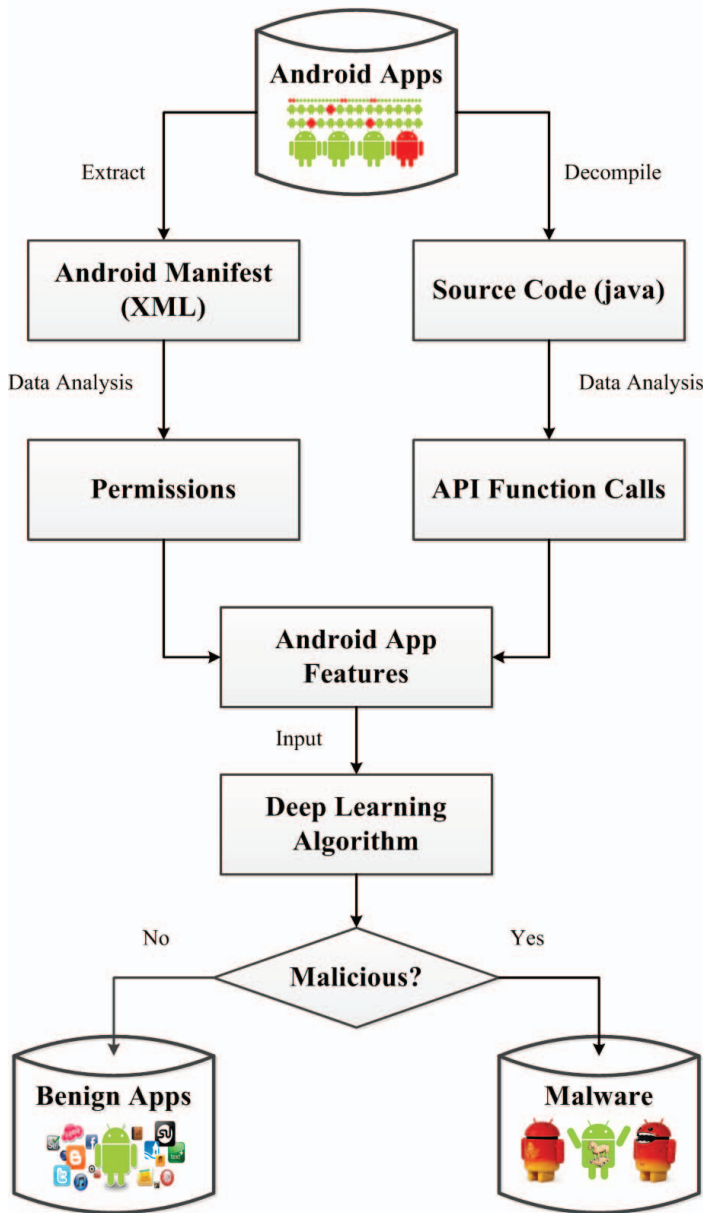 Android Apps
Extract
Decompile
Android Manifest
(XML)
Source Code (java)
Data Analysis
Data Analysis
Permissions
API Function Calls
Android App
Features
Input
Deep Learning
Algorithm
No
Yes
Malicious?
Benign Apps
Malware